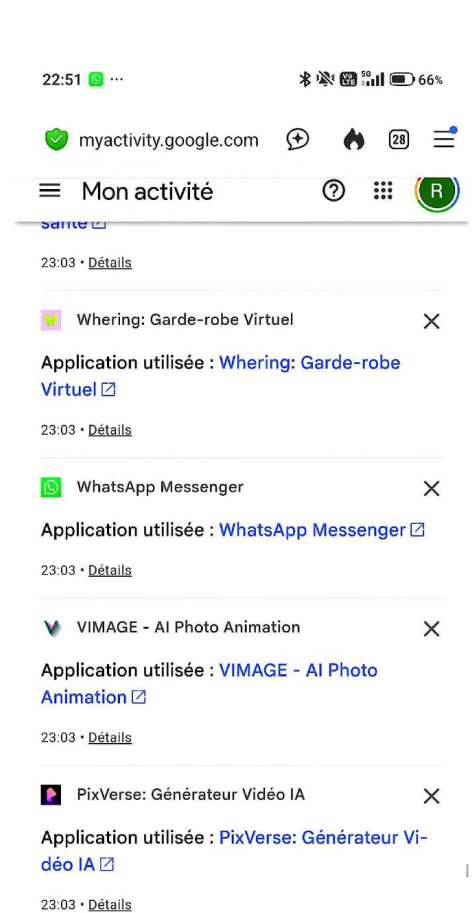 22:51 ···
Vo LTE 5G 66%
myactivity.google.com 28
Mon activité R
santé
23:03 • Détails
Whering: Garde-robe Virtuel
Application utilisée : Whering: Garde-robe
Virtuel
23:03 • Détails
WhatsApp Messenger
Application utilisée : WhatsApp Messenger
23:03 • Détails
VIMAGE - AI Photo Animation
Application utilisée : VIMAGE - AI Photo
Animation
23:03 • Détails
PixVerse: Générateur Vidéo IA
Application utilisée : PixVerse: Générateur Vi-
déo IA
23:03 • Détails